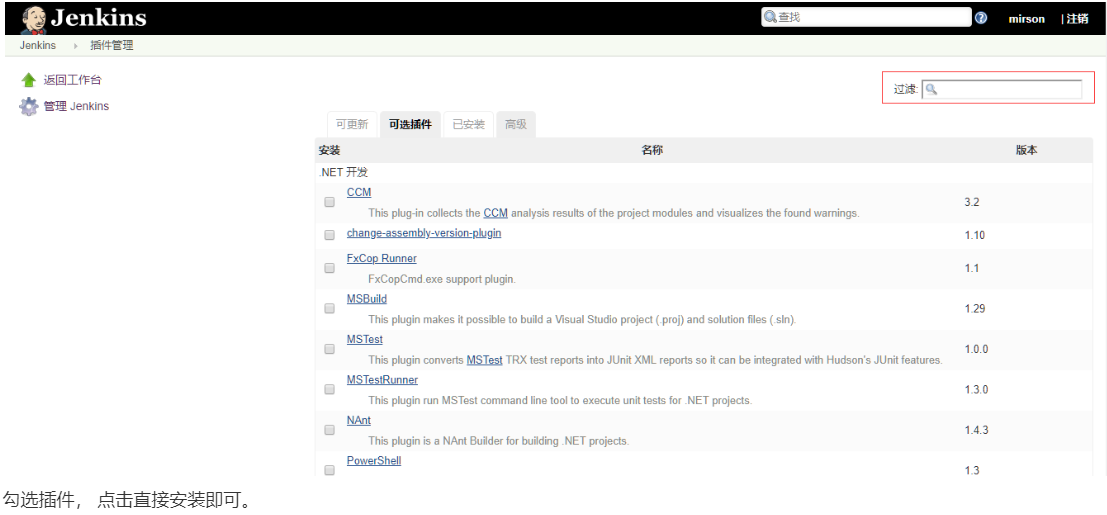 Jenkins 查找 mirson | 注销
Jenkins 插件管理
返回工作台
管理 Jenkins
过滤:
可更新 可选插件 已安装 高级
安装 名称 版本
.NET 开发
CCM
This plug-in collects the CCM analysis results of the project modules and visualizes the found warnings. 3.2
change-assembly-version-plugin 1.10
FxCop Runner
FxCopCmd.exe support plugin. 1.1
MSBuild
This plugin makes it possible to build a Visual Studio project (.proj) and solution files (.sln). 1.29
MSTest
This plugin converts MSTest TRX test reports into JUnit XML reports so it can be integrated with Hudson's JUnit features. 1.0.0
MSTestRunner
This plugin run MSTest command line tool to execute unit tests for .NET projects. 1.3.0
NAnt
This plugin is a NAnt Builder for building .NET projects. 1.4.3
PowerShell
1.3
勾选插件， 点击直接安装即可。